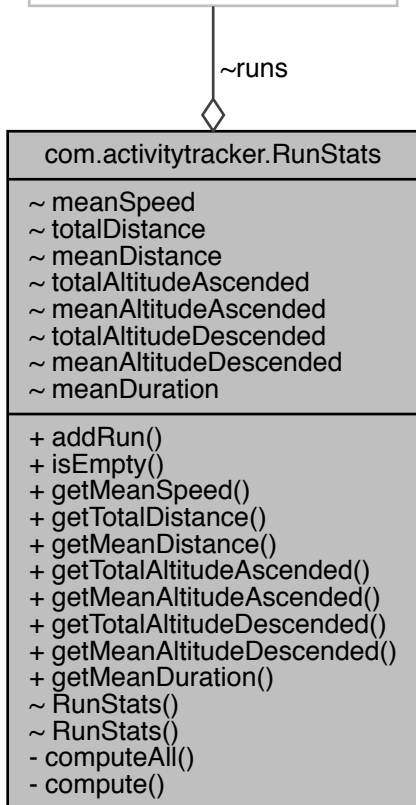 ~runs
com.activitytracker.RunStats
~ meanSpeed
~ totalDistance
~ meanDistance
~ totalAltitudeAscended
~ meanAltitudeAscended
~ totalAltitudeDescended
~ meanAltitudeDescended
~ meanDuration
+ addRun()
+ isEmpty()
+ getMeanSpeed()
+ getTotalDistance()
+ getMeanDistance()
+ getTotalAltitudeAscended()
+ getMeanAltitudeAscended()
+ getTotalAltitudeDescended()
+ getMeanAltitudeDescended()
+ getMeanDuration()
~ RunStats()
~ RunStats()
- computeAll()
- compute()